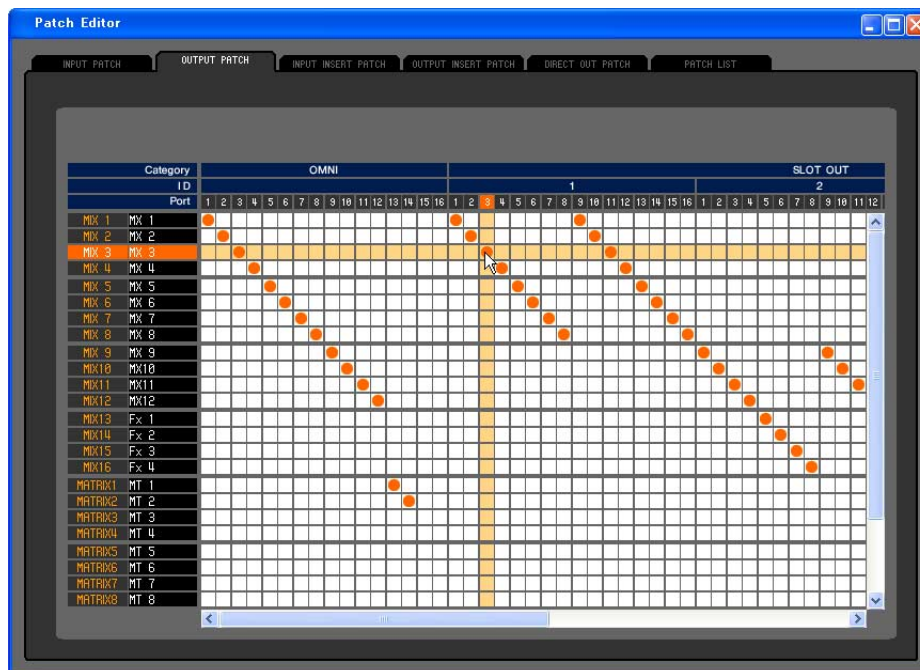 Patch Editor
INPUT PATCH OUTPUT PATCH INPUT INSERT PATCH OUTPUT INSERT PATCH DIRECT OUT PATCH PATCH LIST
Category OMNI SLOT OUT
ID 1 2
Port 1 2 3 4 5 6 7 8 9 10 11 12 13 14 15 16 1 2 3 4 5 6 7 8 9 10 11 12 13 14 15 16 1 2 3 4 5 6 7 8 9 10 11 12
MIX 1 MX 1
MIX 2 MX 2
MIX 3 MX 3
MIX 4 MX 4
MIX 5 MX 5
MIX 6 MX 6
MIX 7 MX 7
MIX 8 MX 8
MIX 9 MX 9
MIX10 MX10
MIX11 MX11
MIX12 MX12
MIX13 Fx 1
MIX14 Fx 2
MIX15 Fx 3
MIX16 Fx 4
MATRIX1 MT 1
MATRIX2 MT 2
MATRIX3 MT 3
MATRIX4 MT 4
MATRIX5 MT 5
MATRIX6 MT 6
MATRIX7 MT 7
MATRIX8 MT 8